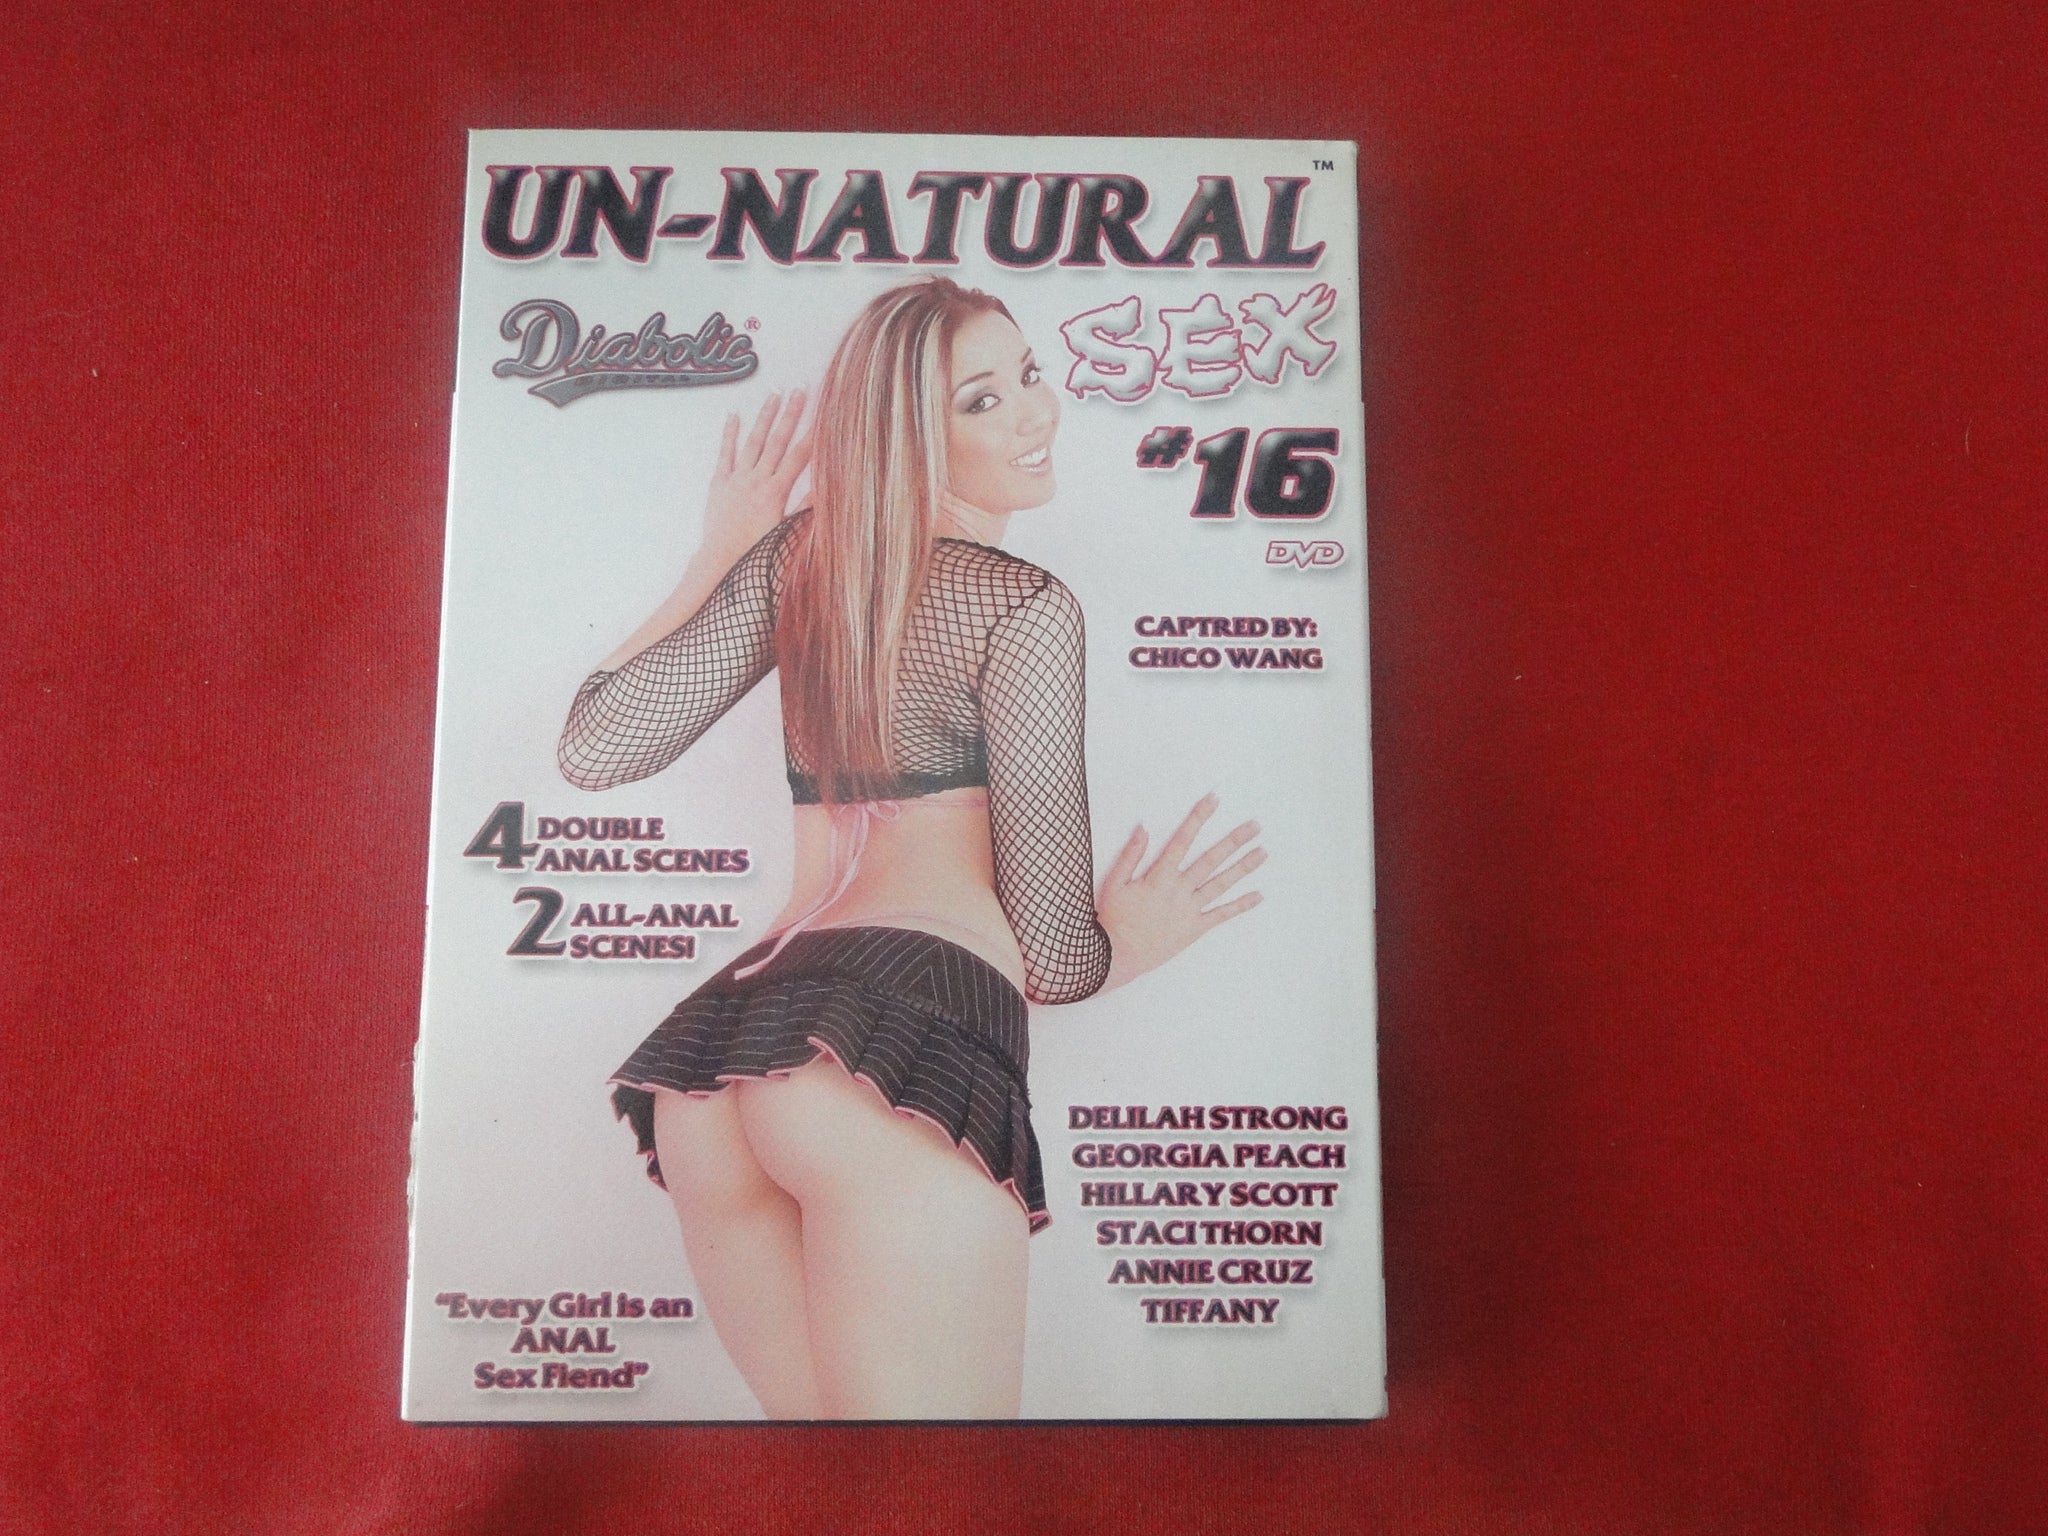 UN-NATURAL™
Diabolic®
DIGITAL
SEX
#16
DVD
CAPTRED BY:
CHICO WANG
4 DOUBLE
ANAL SCENES
2 ALL-ANAL
SCENES!
DELILAH STRONG
GEORGIA PEACH
HILLARY SCOTT
STACI THORN
ANNIE CRUZ
TIFFANY
"Every Girl is an
ANAL
Sex Fiend"